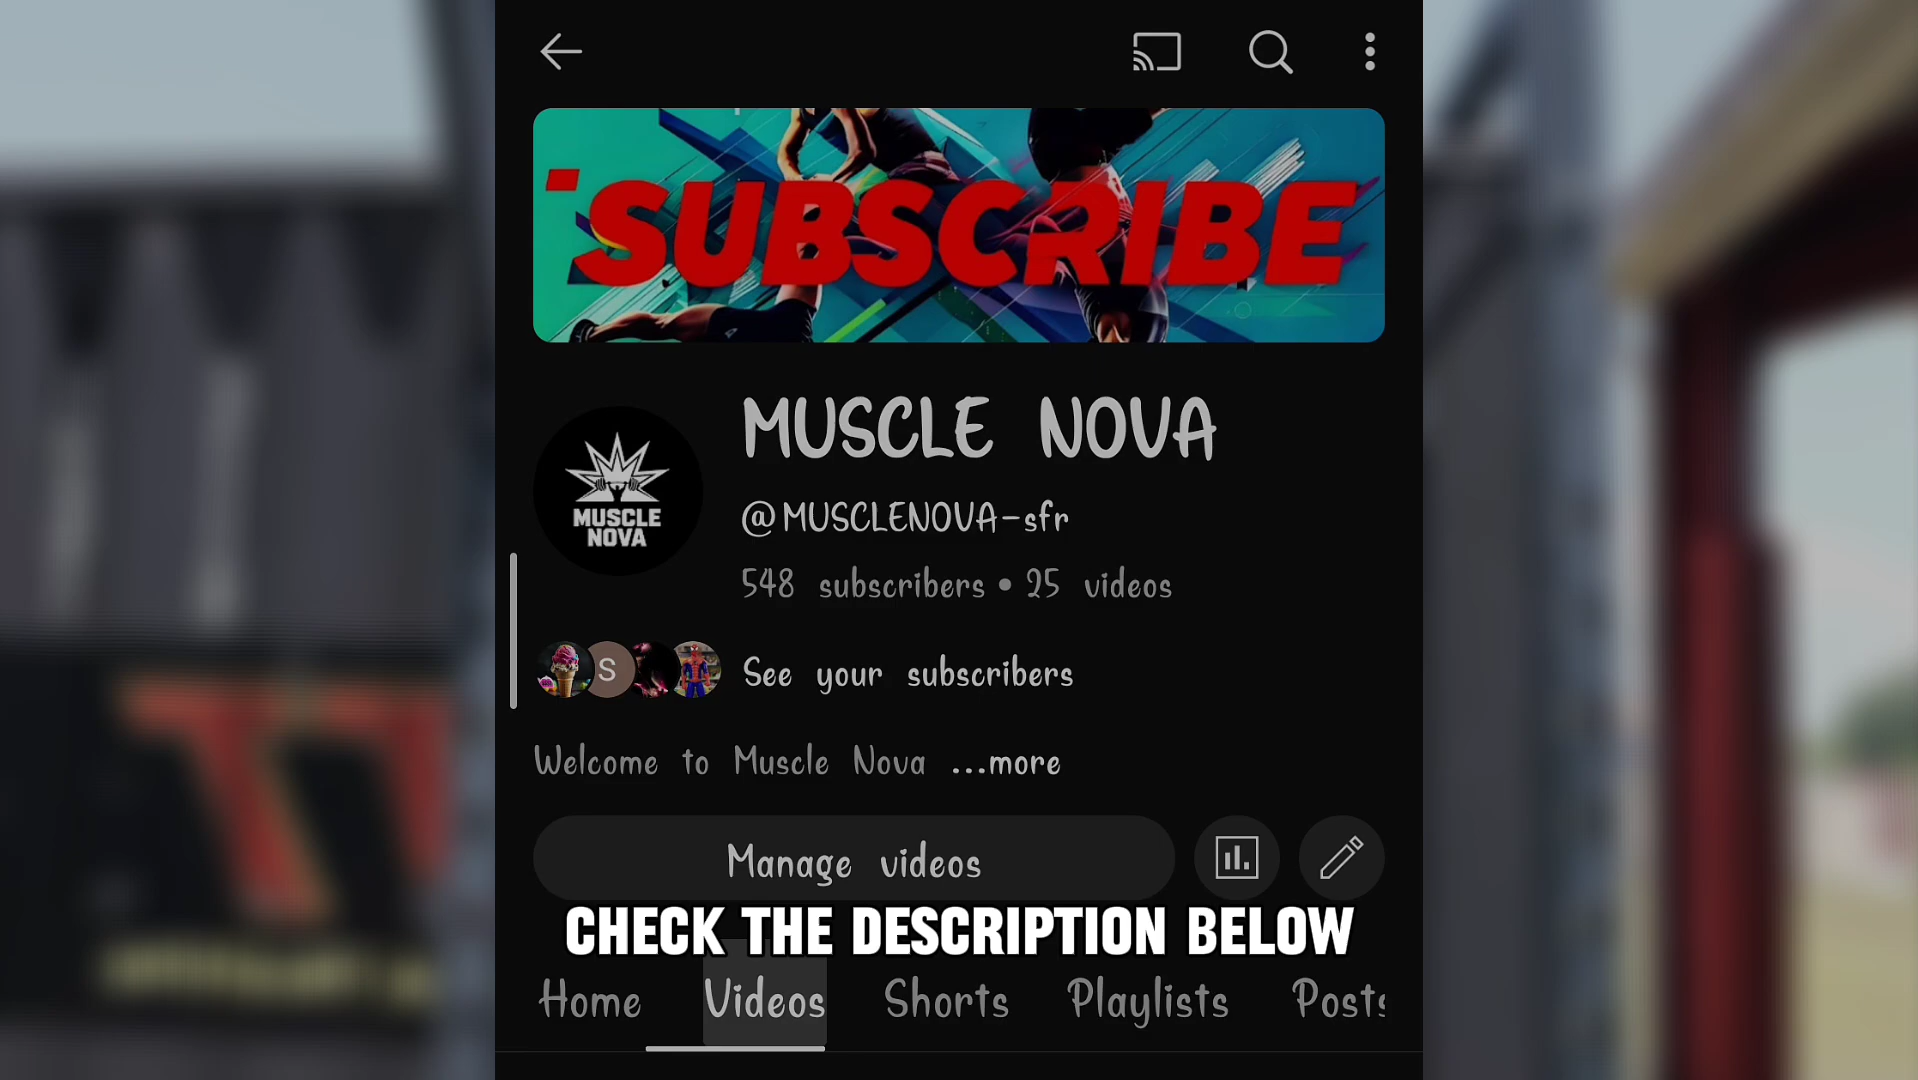 SUBSCRIBE
MUSCLE NOVA
MUSCLE
NOVA
@MUSCLENOVA-sfr
548 subscribers • 25 videos
S
See your subscribers
Welcome to Muscle Nova ...more
Manage videos
CHECK THE DESCRIPTION BELOW
Home Videos Shorts Playlists Posts